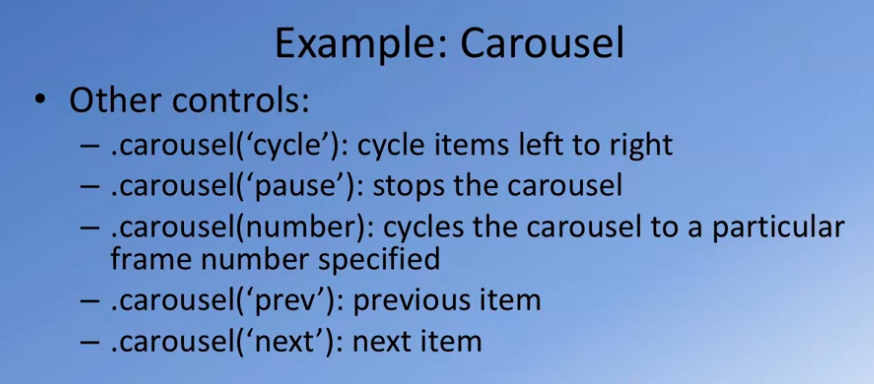 Example: Carousel
• Other controls:
– .carousel(‘cycle’): cycle items left to right
– .carousel(‘pause’): stops the carousel
– .carousel(number): cycles the carousel to a particular
frame number specified
– .carousel(‘prev’): previous item
– .carousel(‘next’): next item